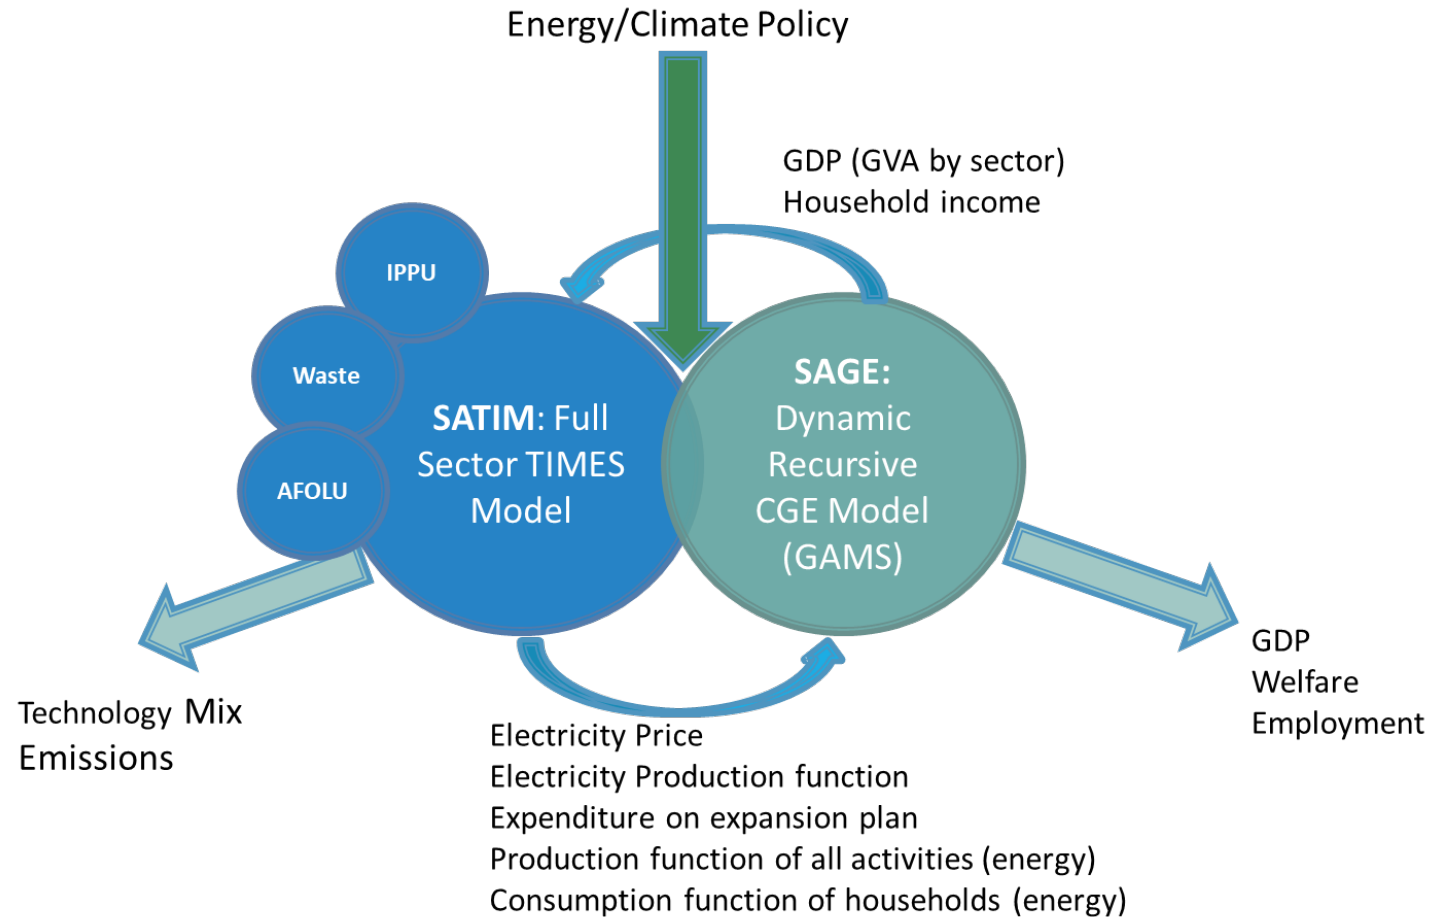 Energy/Climate Policy
GDP (GVA by sector)
Household income
IPPU
Waste
AFOLU
SATIM: Full
Sector TIMES
Model
SAGE:
Dynamic
Recursive
CGE Model
(GAMS)
Technology Mix
Emissions
GDP
Welfare
Employment
Electricity Price
Electricity Production function
Expenditure on expansion plan
Production function of all activities (energy)
Consumption function of households (energy)